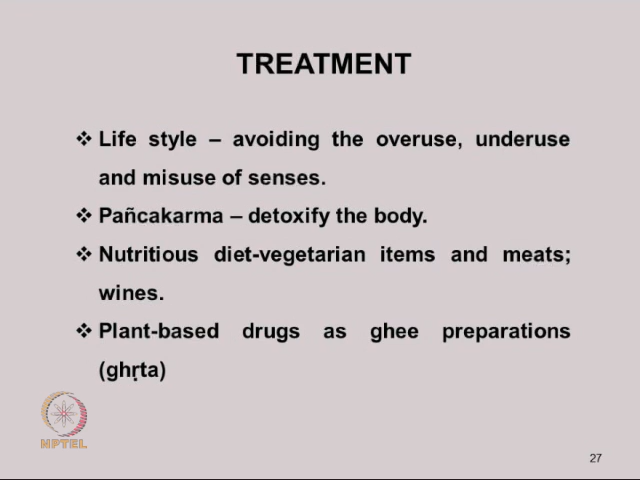 TREATMENT
❖ Life style – avoiding the overuse, underuse
and misuse of senses.
❖ Pañcakarma – detoxify the body.
❖ Nutritious diet-vegetarian items and meats;
wines.
❖ Plant-based drugs as ghee preparations
(ghṛta)
NPTEL
27